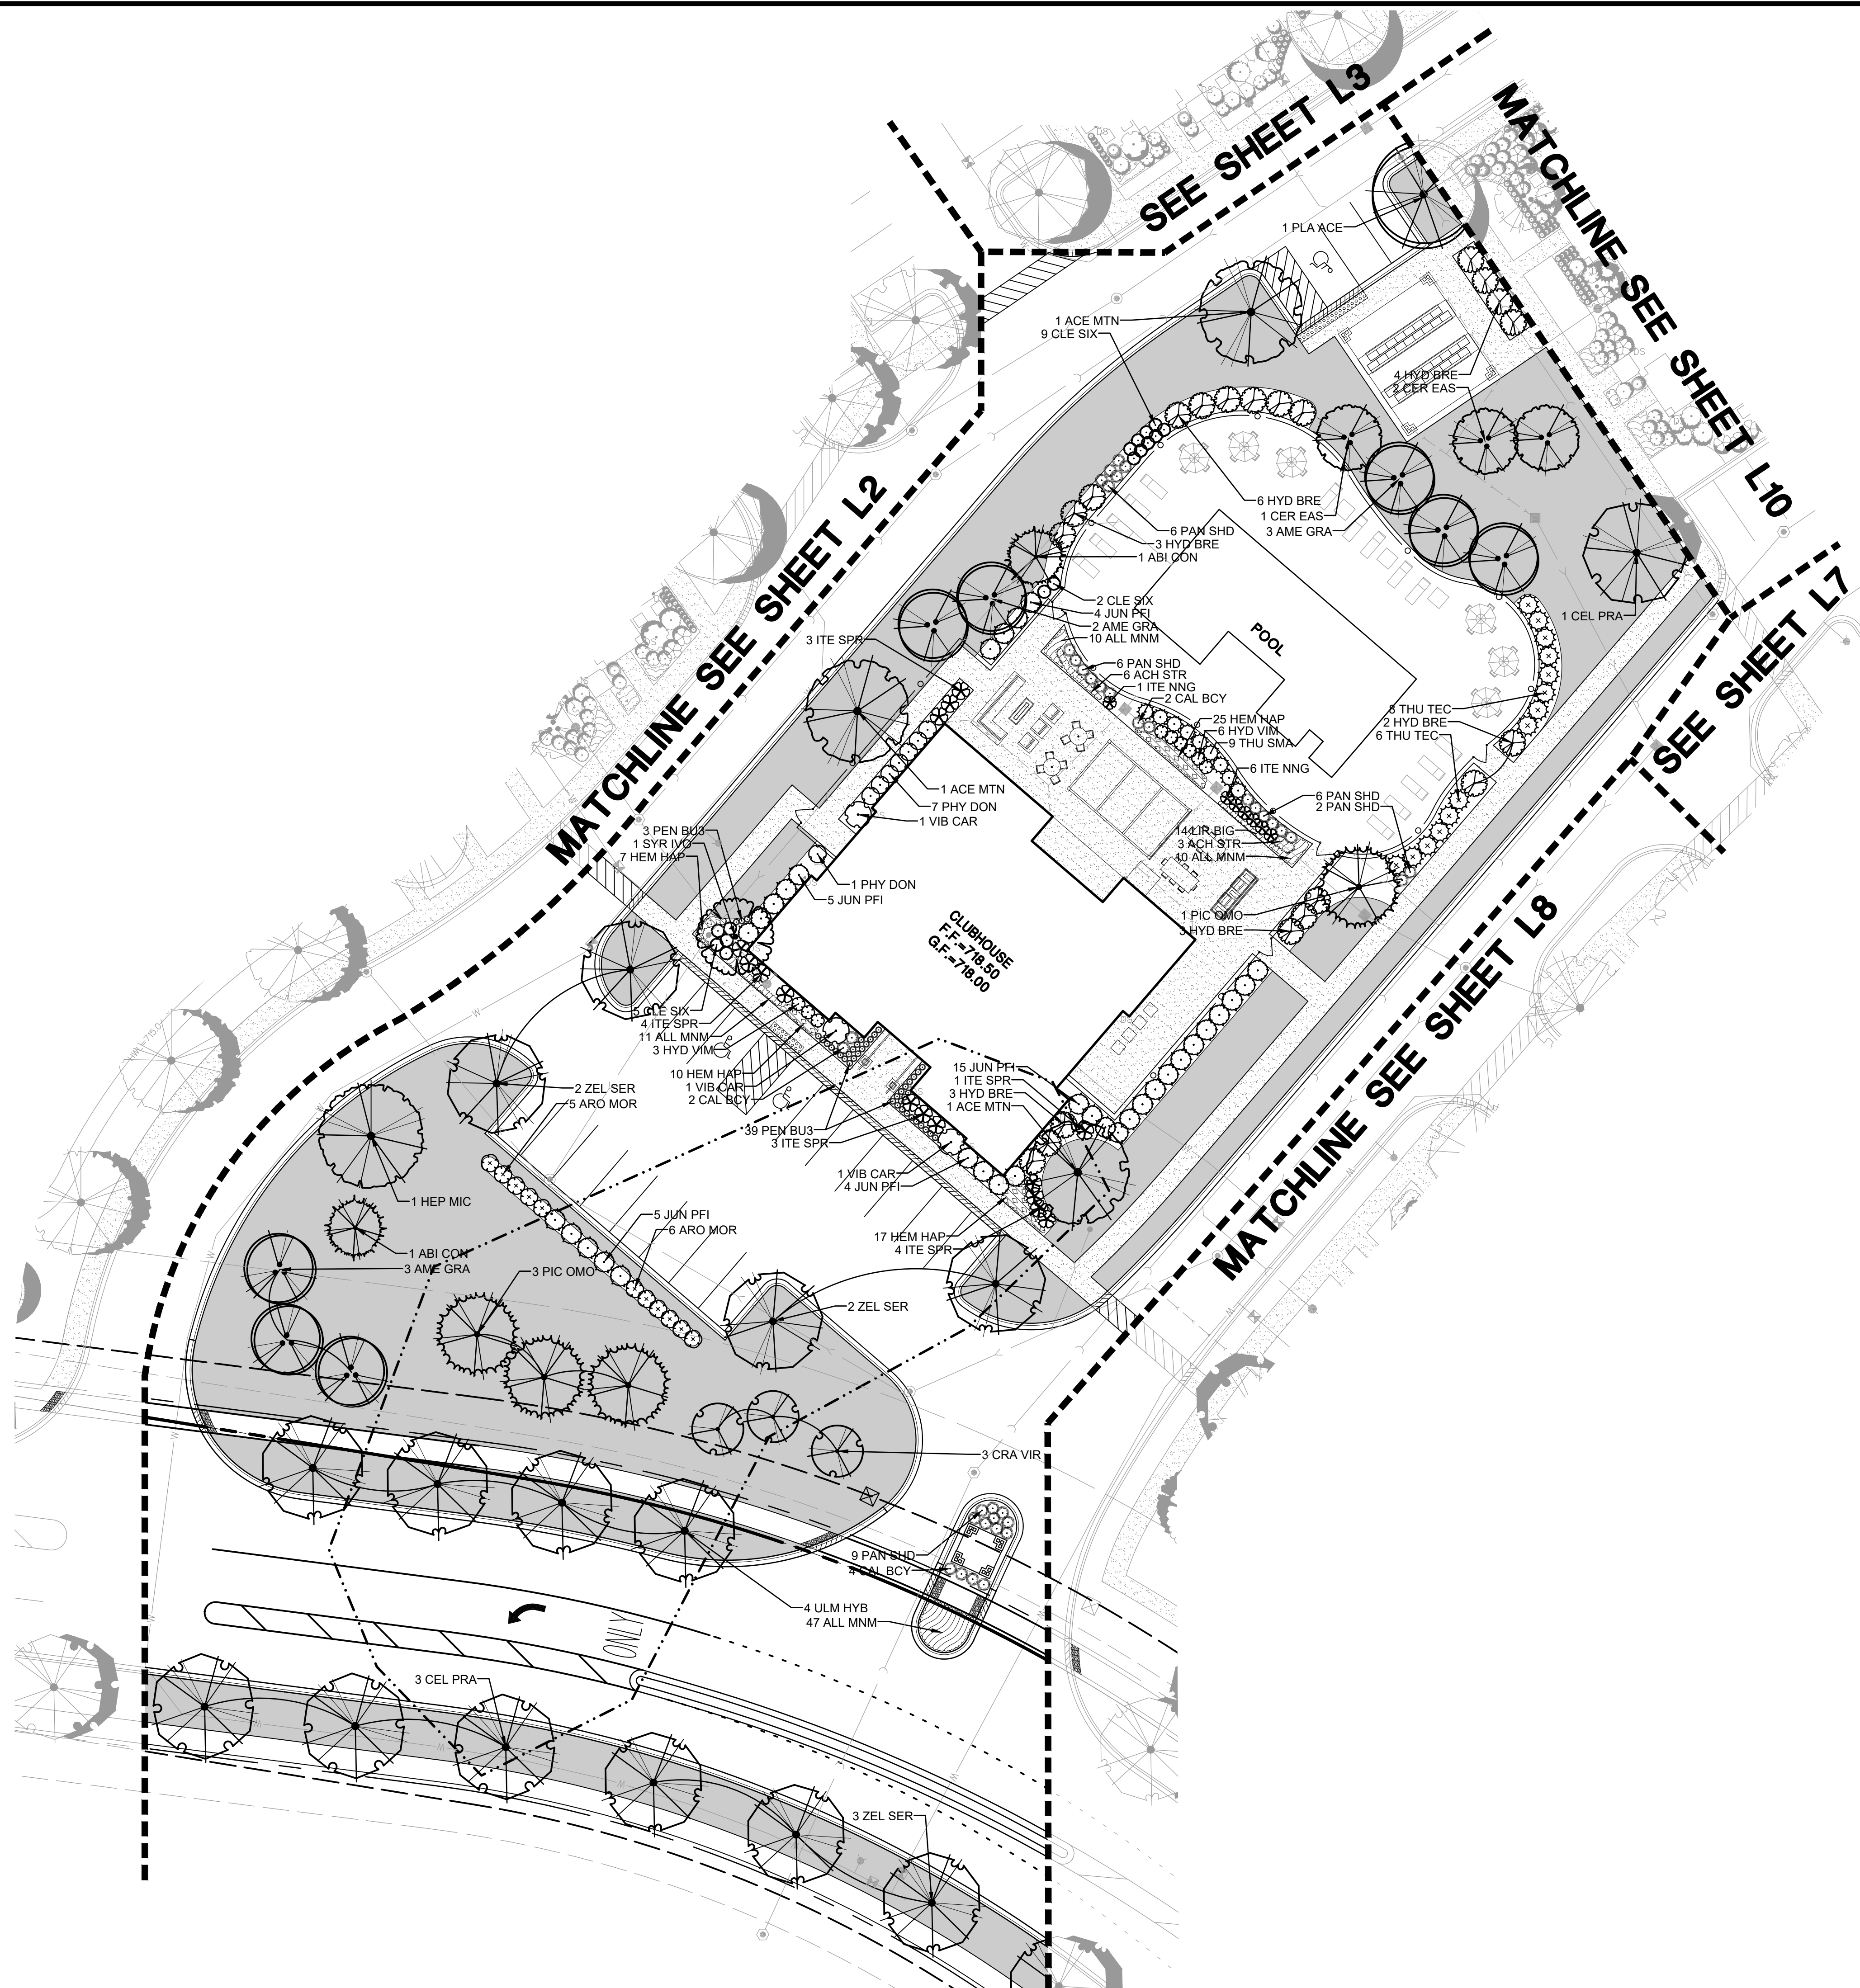 SEE SHEET L3
MATCHLINE SEE SHEET L10
1 PLA ACE
1 ACE MTN
9 CLE SIX
4 HYD BRE
2 CER EAS
MATCHLINE SEE SHEET L2
6 HYD BRE
1 CER EAS
3 AME GRA
6 PAN SHD
3 HYD BRE
1 ABI CON
2 CLE SIX
4 JUN PFI
2 AME GRA
10 ALL MNM
1 CEL PRA
SEE SHEET L7
3 ITE SPR
POOL
6 PAN SHD
6 ACH STR
1 ITE NNG
2 CAL BCY
25 HEM HAP
6 HYD VIM
9 THU SMA
8 THU TEC
2 HYD BRE
6 THU TEC
6 ITE NNG
1 ACE MTN
7 PHY DON
1 VIB CAR
6 PAN SHD
2 PAN SHD
3 PEN BU3
1 SYR IVO
7 HEM HAP
14 LIR BIG
3 ACH STR
10 ALL MNM
1 PHY DON
5 JUN PFI
1 PIC OMO
3 HYD BRE
CLUBHOUSE
F.F.=718.50
G.F.=718.00
MATCHLINE SEE SHEET L8
5 CLE SIX
4 ITE SPR
11 ALL MNM
3 HYD VIM
10 HEM HAP
1 VIB CAR
2 CAL BCY
15 JUN PFI
1 ITE SPR
3 HYD BRE
1 ACE MTN
2 ZEL SER
5 ARO MOR
39 PEN BU3
3 ITE SPR
1 VIB CAR
4 JUN PFI
1 HEP MIC
5 JUN PFI
6 ARO MOR
17 HEM HAP
4 ITE SPR
1 ABI CON
3 AME GRA
3 PIC OMO
2 ZEL SER
3 CRA VIR
9 PAN SHD
4 CAL BCY
4 ULM HYB
47 ALL MNM
ONLY
3 CEL PRA
3 ZEL SER